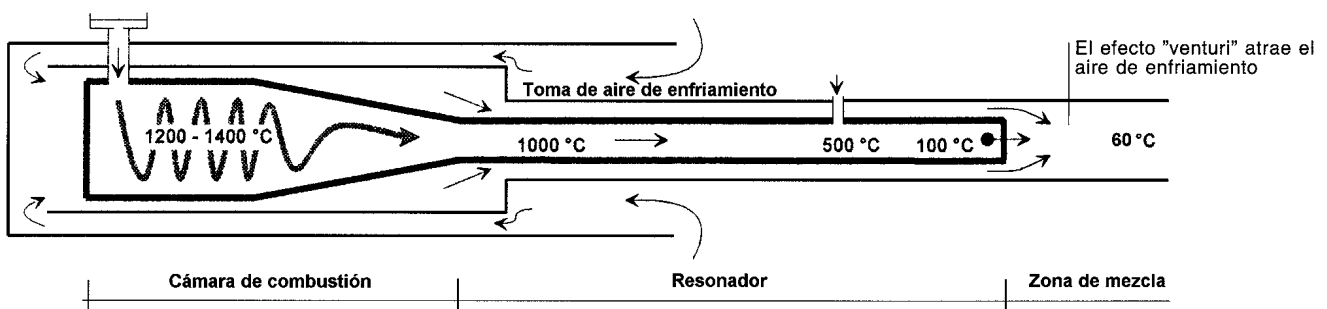 El efecto "venturi" atrae el
aire de enfriamiento
Toma de aire de enfriamiento
1200 - 1400 °C
1000 °C
500 °C
100 °C
60 °C
Cámara de combustión
Resonador
Zona de mezcla